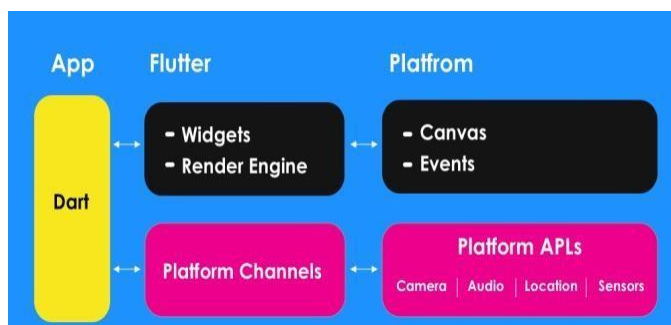 App Flutter Platfrom
Dart
- Widgets
- Render Engine
- Canvas
- Events
Platform Channels
Platform APLs
Camera | Audio | Location | Sensors